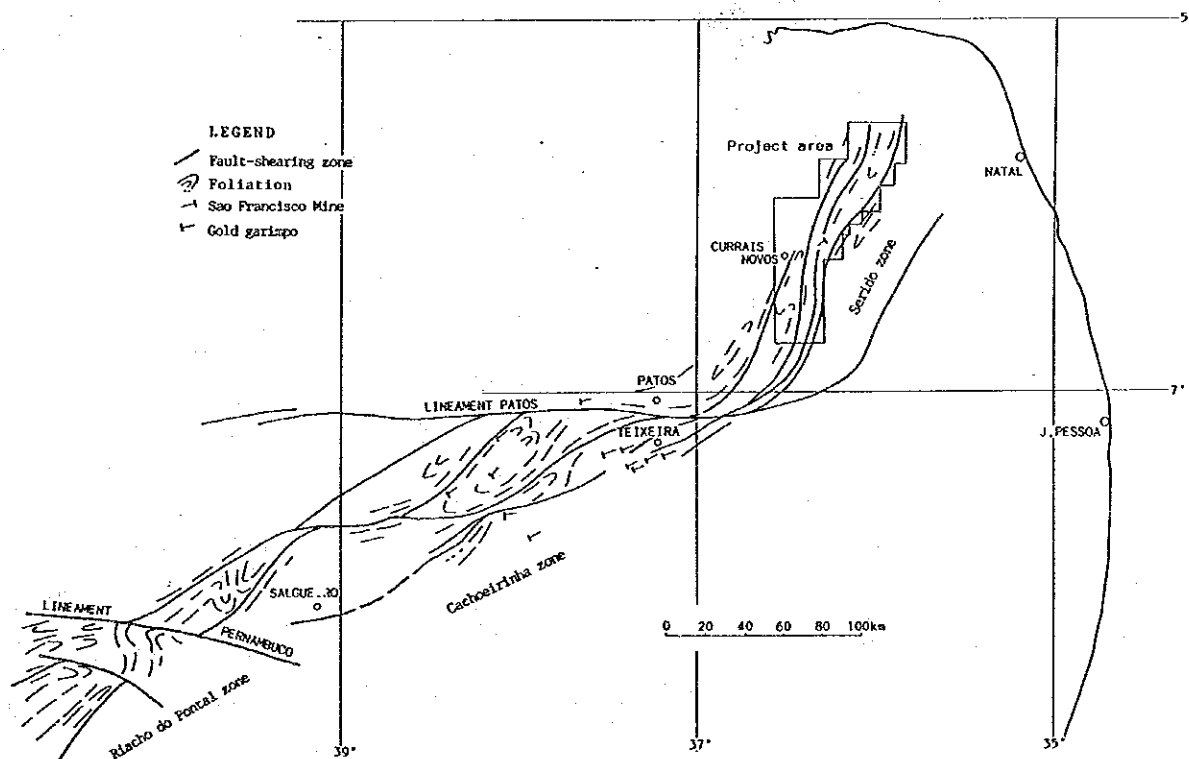 5
LEGEND
Fault-shearing zone
Foliation
Sao Francisco Mine
Gold garimpo
Project area
NATAL
CURRAIS
NOVOS
Serido zone
PATOS
7°
LINEAMENT PATOS
TEIXEIRA
J.PESSOA
Cachoeirinha zone
SALGUE..RO
LINEAMENT
PERNAMBUCO
0 20 40 60 80 100km
Riacho do Pontal zone
39°
37°
35°